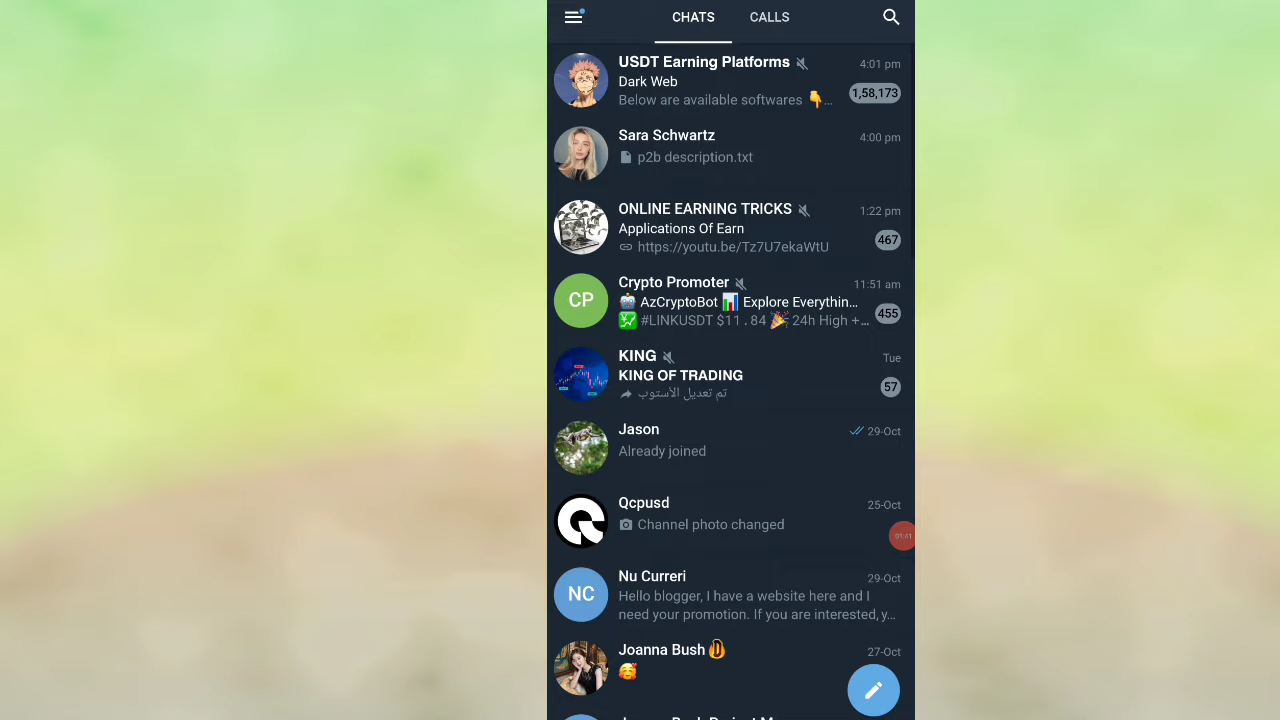 CHATS CALLS
USDT Earning Platforms 4:01 pm
Dark Web
Below are available softwares 👇... 1,58,173
Sara Schwartz 4:00 pm
p2b description.txt
ONLINE EARNING TRICKS 1:22 pm
Applications Of Earn
https://youtu.be/Tz7U7ekaWtU 467
CP Crypto Promoter 11:51 am
🤖 AzCryptoBot 📊 Explore Everythin...
💹 #LINKUSDT $11.84 🎉 24h High +... 455
KING Tue
KING OF TRADING
تم تعديل الأستوب 57
Jason 29-Oct
Already joined
Qcpusd 25-Oct
Channel photo changed
01:41
NC Nu Curreri 29-Oct
Hello blogger, I have a website here and I
need your promotion. If you are interested, y...
Joanna Bush 27-Oct
🥰